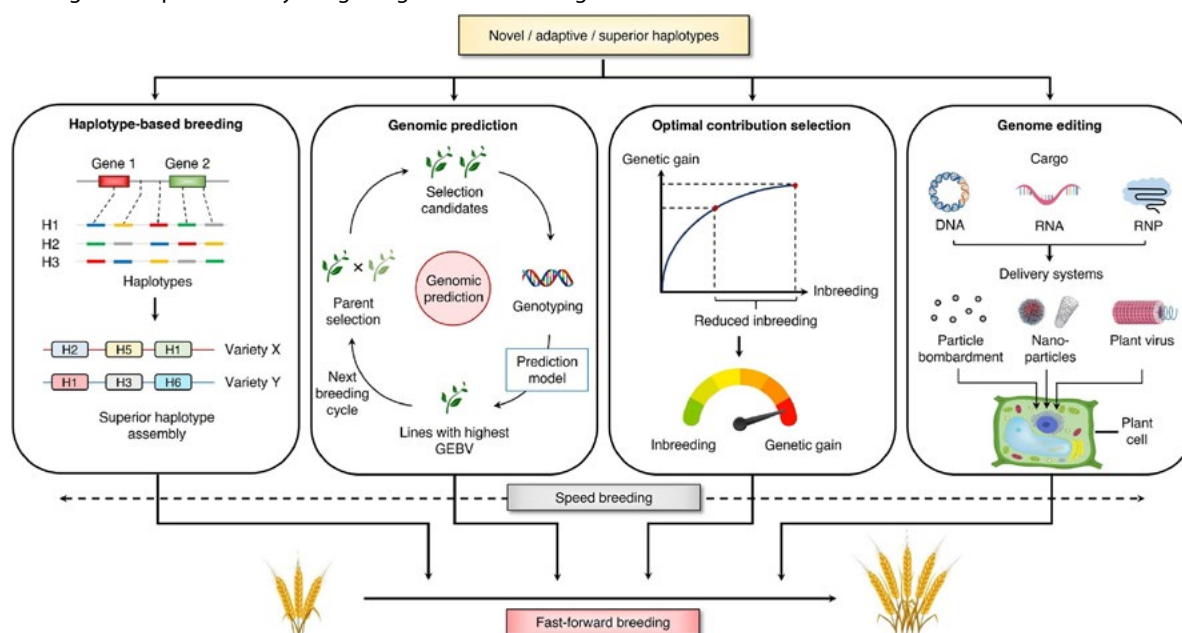 Novel / adaptive / superior haplotypes
Haplotype-based breeding
Gene 1
Gene 2
H1
H2
H3
Haplotypes
H2
H5
H1
Variety X
H1
H3
H6
Variety Y
Superior haplotype
assembly
Genomic prediction
Selection
candidates
×
Parent
selection
Genomic
prediction
Genotyping
Prediction
model
Next
breeding
cycle
Lines with highest
GEBV
Optimal contribution selection
Genetic gain
Inbreeding
Reduced inbreeding
Inbreeding
Genetic gain
Genome editing
Cargo
DNA
RNA
RNP
Delivery systems
Particle
bombardment
Nano-
particles
Plant virus
Plant
cell
Speed breeding
Fast-forward breeding